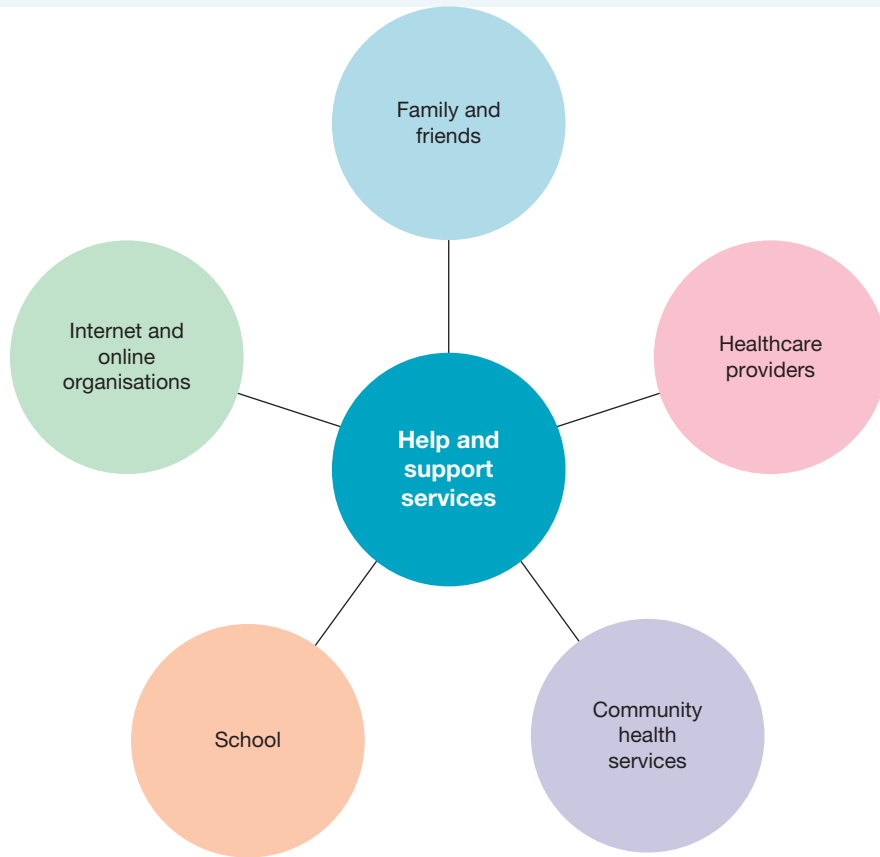 Family and
friends
Internet and
online
organisations
Healthcare
providers
Help and
support
services
School
Community
health
services